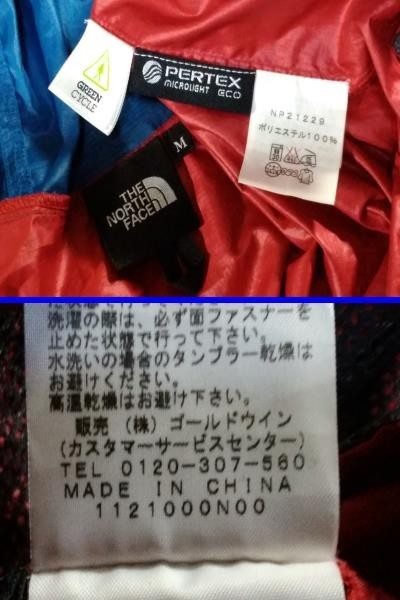 GREEN
CYCLE
PERTEX
MICROLIGHT ECO
NP21229
ポリエステル100%
M
THE
NORTH
FACE
洗濯の際は、必ず面ファスナーを
止めた状態で行って下さい。
水洗いの場合のタンブラー乾燥は
お避けください。
高温乾燥はお避け下さい。
販売 (株) ゴールドウイン
(カスタマーサービスセンター)
TEL 0120-307-560
MADE IN CHINA
1121000N00